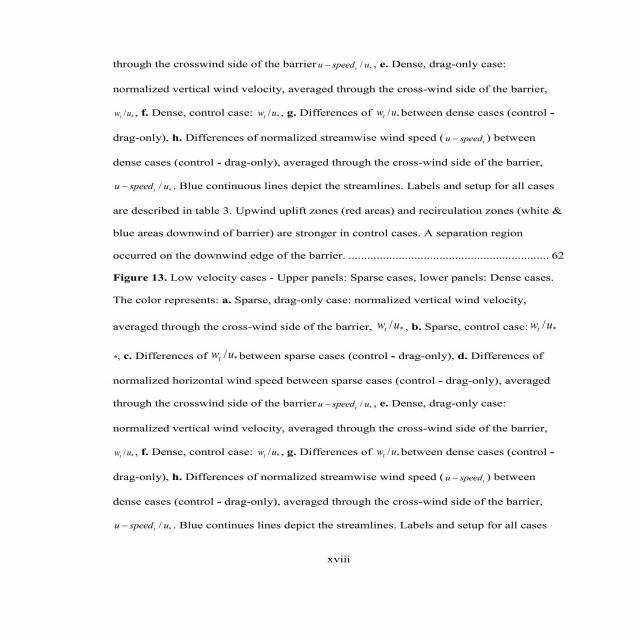 through the crosswind side of the barrier u − speed_t / u_* , e. Dense, drag-only case:
normalized vertical wind velocity, averaged through the cross-wind side of the barrier,
w_t / u_* , f. Dense, control case: w_t / u_* , g. Differences of w_t / u_* between dense cases (control -
drag-only), h. Differences of normalized streamwise wind speed ( u − speed_t ) between
dense cases (control - drag-only), averaged through the cross-wind side of the barrier,
u − speed_t / u_* . Blue continuous lines depict the streamlines. Labels and setup for all cases
are described in table 3. Upwind uplift zones (red areas) and recirculation zones (white &
blue areas downwind of barrier) are stronger in control cases. A separation region
occurred on the downwind edge of the barrier. ................................................................ 62
Figure 13. Low velocity cases - Upper panels: Sparse cases, lower panels: Dense cases.
The color represents: a. Sparse, drag-only case: normalized vertical wind velocity,
averaged through the cross-wind side of the barrier, w_t / u_* , b. Sparse, control case: w_t / u_*
*, c. Differences of w_t / u_* between sparse cases (control - drag-only), d. Differences of
normalized horizontal wind speed between sparse cases (control - drag-only), averaged
through the crosswind side of the barrier u − speed_t / u_* , e. Dense, drag-only case:
normalized vertical wind velocity, averaged through the cross-wind side of the barrier,
w_t / u_* , f. Dense, control case: w_t / u_* , g. Differences of w_t / u_* between dense cases (control -
drag-only), h. Differences of normalized streamwise wind speed ( u − speed_t ) between
dense cases (control - drag-only), averaged through the cross-wind side of the barrier,
u − speed_t / u_* . Blue continues lines depict the streamlines. Labels and setup for all cases
xviii